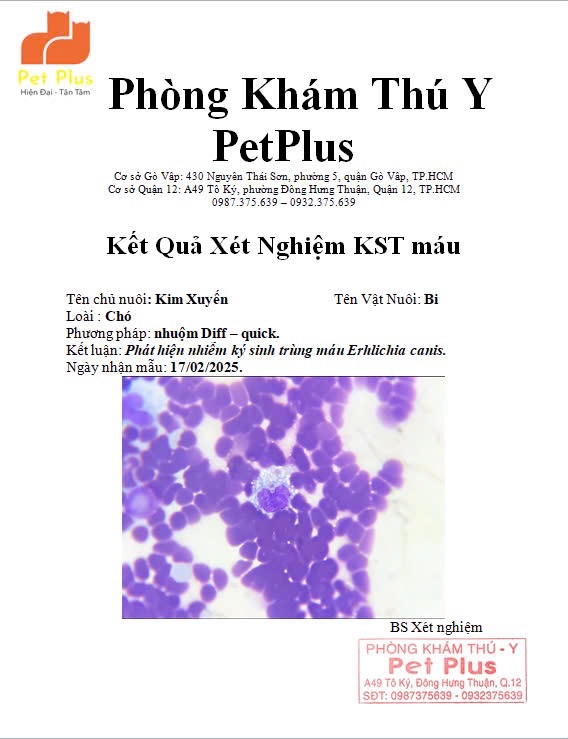 Pet Plus
Hiện Đại - Tân Tâm
Phòng Khám Thú Y
PetPlus
Cơ sở Gò Vấp: 430 Nguyễn Thái Sơn, phường 5, quận Gò Vấp, TP.HCM
Cơ sở Quận 12: A49 Tô Ký, phường Đông Hưng Thuận, Quận 12, TP.HCM
0987.375.639 – 0932.375.639
Kết Quả Xét Nghiệm KST máu
Tên chủ nuôi: Kim Xuyến Tên Vật Nuôi: Bi
Loài : Chó
Phương pháp: nhuộm Diff – quick.
Kết luận: Phát hiện nhiễm ký sinh trùng máu Erhlichia canis.
Ngày nhận mẫu: 17/02/2025.
BS Xét nghiệm
PHÒNG KHÁM THÚ - Y
Pet Plus
A49 Tô Ký, Đông Hưng Thuận, Q.12
SĐT: 0987375639 - 0932375639